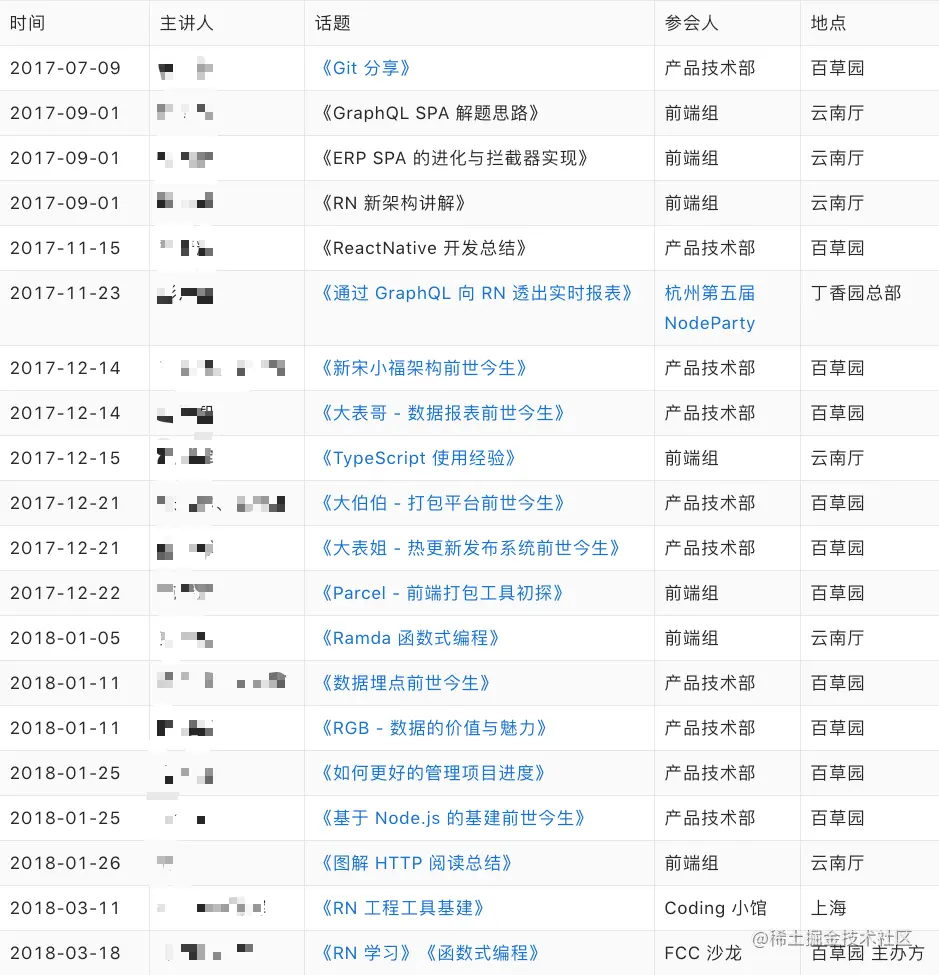 时间 主讲人 话题 参会人 地点
2017-07-09 《Git 分享》 产品技术部 百草园
2017-09-01 《GraphQL SPA 解题思路》 前端组 云南厅
2017-09-01 《ERP SPA 的进化与拦截器实现》 前端组 云南厅
2017-09-01 《RN 新架构讲解》 前端组 云南厅
2017-11-15 《ReactNative 开发总结》 产品技术部 百草园
2017-11-23 《通过 GraphQL 向 RN 透出实时报表》 杭州第五届 丁香园总部
NodeParty
2017-12-14 《新宋小福架构前世今生》 产品技术部 百草园
2017-12-14 《大表哥 - 数据报表前世今生》 产品技术部 百草园
2017-12-15 《TypeScript 使用经验》 前端组 云南厅
2017-12-21 《大伯伯 - 打包平台前世今生》 产品技术部 百草园
2017-12-21 《大表姐 - 热更新发布系统前世今生》 产品技术部 百草园
2017-12-22 《Parcel - 前端打包工具初探》 前端组 百草园
2018-01-05 《Ramda 函数式编程》 前端组 云南厅
2018-01-11 《数据埋点前世今生》 产品技术部 百草园
2018-01-11 《RGB - 数据的价值与魅力》 产品技术部 百草园
2018-01-25 《如何更好的管理项目进度》 产品技术部 百草园
2018-01-25 《基于 Node.js 的基建前世今生》 产品技术部 百草园
2018-01-26 《图解 HTTP 阅读总结》 前端组 云南厅
2018-03-11 《RN 工程工具基建》 Coding 小馆 上海
@稀土掘金技术社区
2018-03-18 《RN 学习》《函数式编程》 FCC 沙龙 百草园 主办方